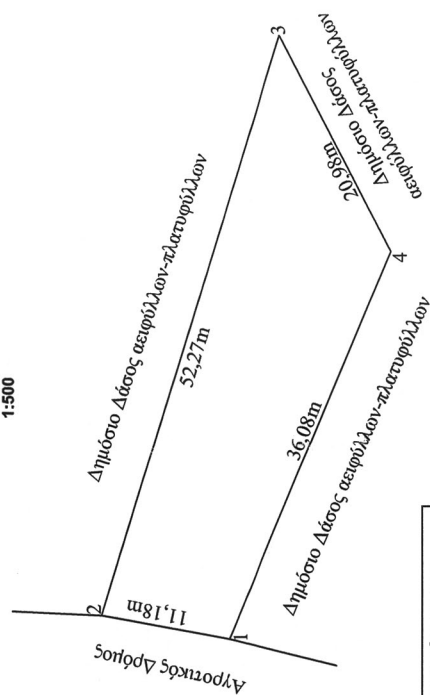 1:500
3
Δημόσιο Δάσος
αειφύλλων-πλατυφύλλων
20,98m
Δημόσιο Δάσος αειφύλλων-πλατυφύλλων
52,27m
4
36,08m
Δημόσιο Δάσος αειφύλλων-πλατυφύλλων
2
11,18m
1
Αγροτικός Δρόμος